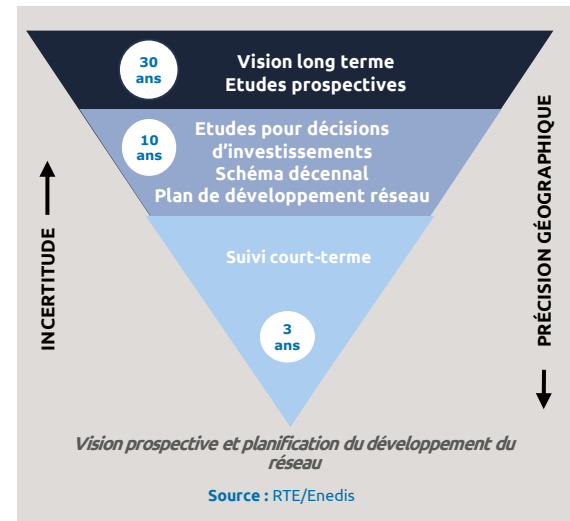 30
ans
Vision long terme
Etudes prospectives
10
ans
Etudes pour décisions
d'investissements
Schéma décennal
Plan de développement réseau
INCERTITUDE
PRÉCISION GÉOGRAPHIQUE
Suivi court-terme
3
ans
Vision prospective et planification du développement du
réseau
Source : RTE/Enedis